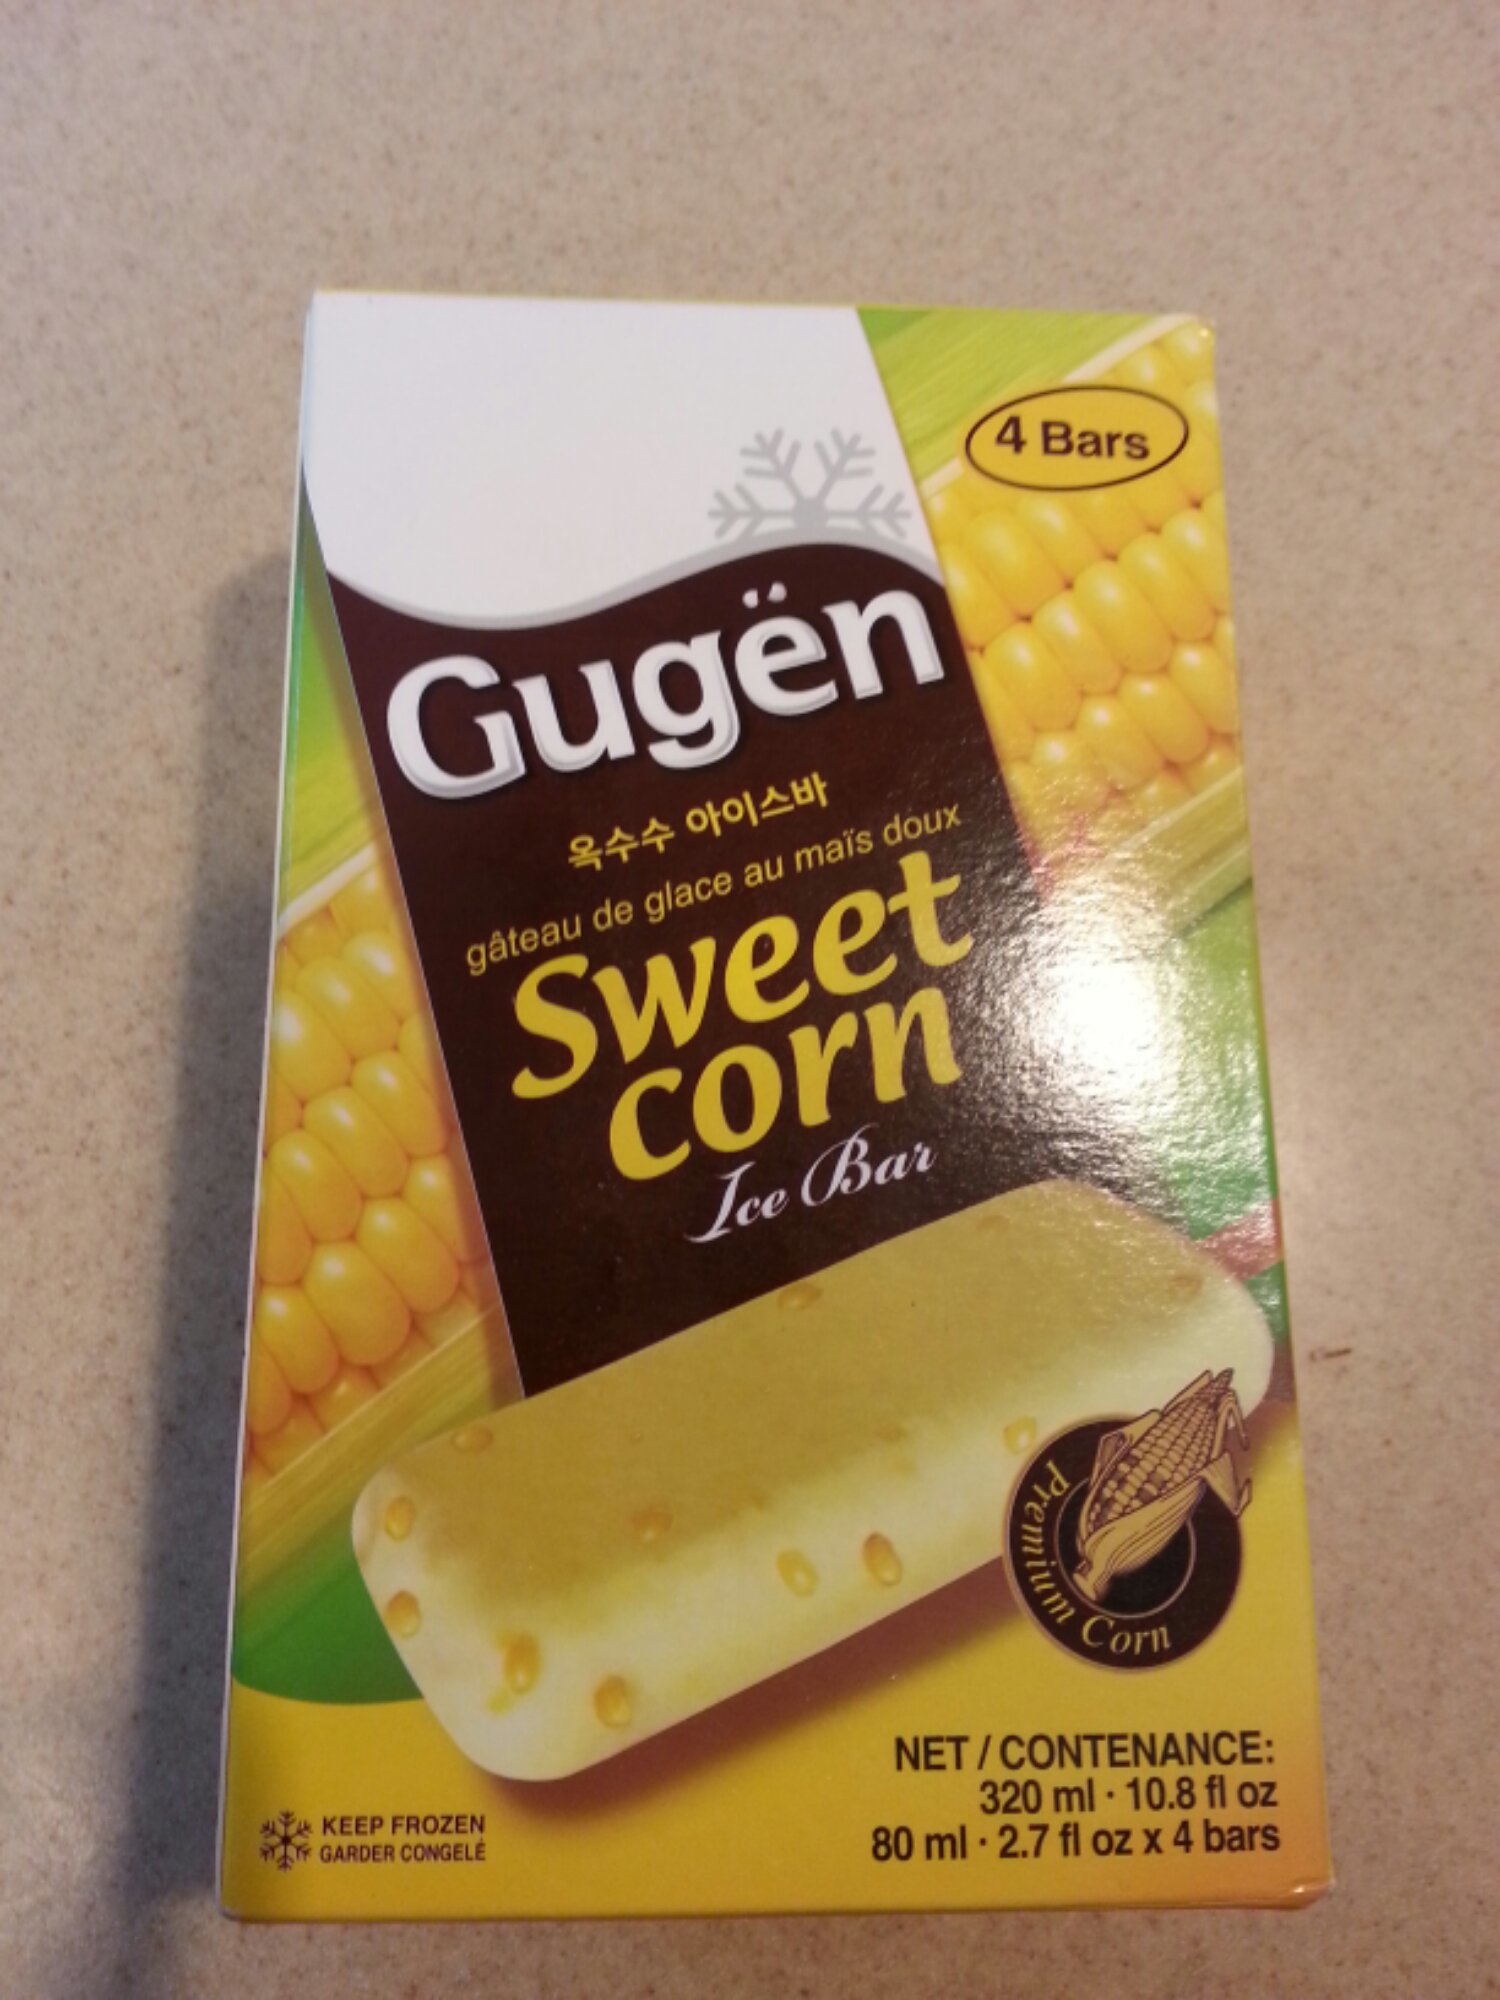 4 Bars
Gugën
옥수수 아이스바
gâteau de glace au maïs doux
Sweet
corn
Ice Bar
Premium Corn
NET / CONTENANCE:
320 ml · 10.8 fl oz
80 ml · 2.7 fl oz x 4 bars
KEEP FROZEN
GARDER CONGELÉ